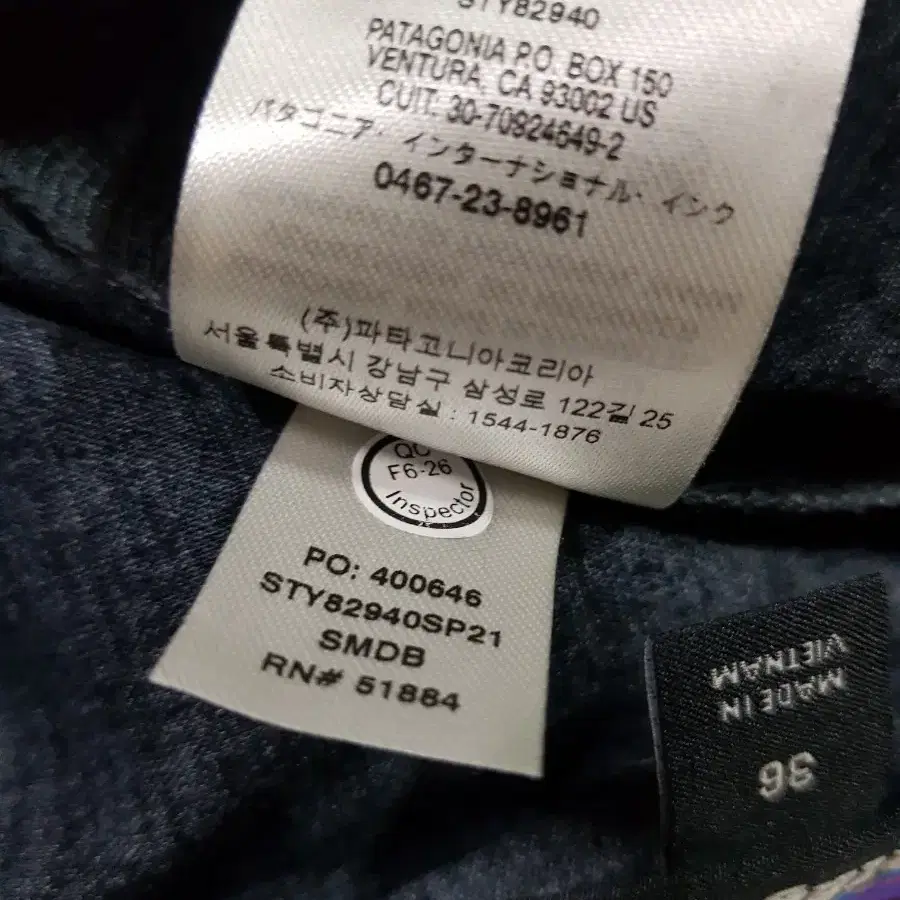 STY82940
PATAGONIA P.O. BOX 150
VENTURA, CA 93002 US
CUIT: 30-70924649-2
パタゴニア・インターナショナル・インク
0467-23-8961
(주)파타고니아코리아
서울특별시 강남구 삼성로 122길 25
소비자상담실 : 1544-1876
QC
F6-26
Inspector
PO: 400646
STY82940SP21
SMDB
RN# 51884
MADE IN
VIETNAM
36